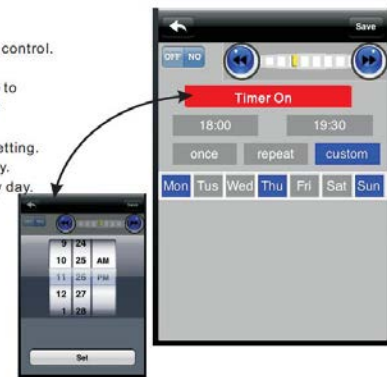 control.
to
etting.
y.
y day.
Save
OFF NO
L
Timer On
18:00 19:30
once repeat custom
Mon Tus Wed Thu Fri Sat Sun
9 24
10 25 AM
11 26 PM
12 27
1 28
Set